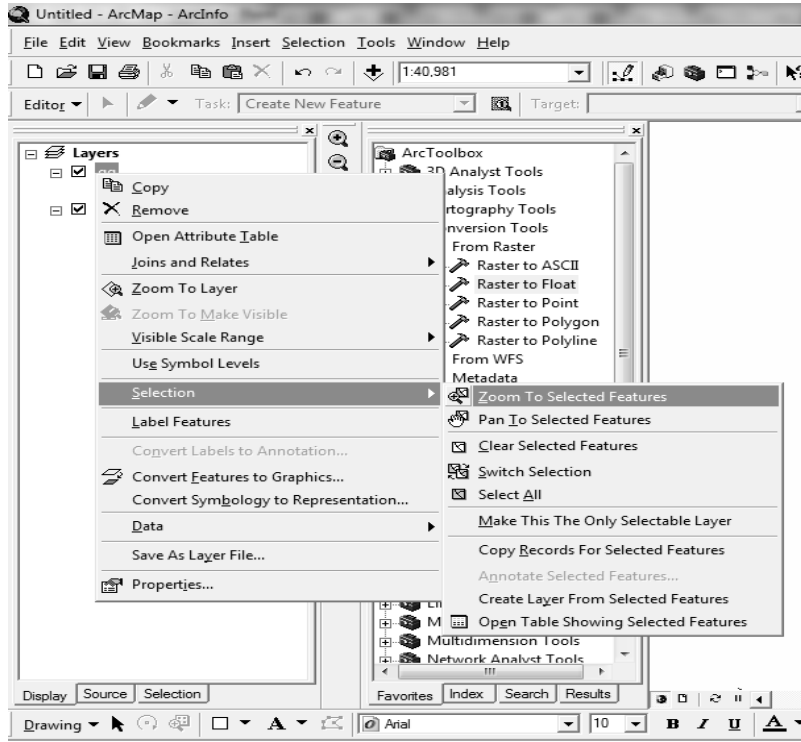 Untitled - ArcMap - ArcInfo
File Edit View Bookmarks Insert Selection Tools Window Help
1:40,981
Editor Task: Create New Feature Target:
Layers
ArcToolbox
3D Analyst Tools
alysis Tools
rtography Tools
nversion Tools
From Raster
Raster to ASCII
Raster to Float
Raster to Point
Raster to Polygon
Raster to Polyline
From WFS
Metadata
Copy
Remove
Open Attribute Table
Joins and Relates
Zoom To Layer
Zoom To Make Visible
Visible Scale Range
Use Symbol Levels
Selection
Label Features
Convert Labels to Annotation...
Convert Features to Graphics...
Convert Symbology to Representation...
Data
Save As Layer File...
Properties...
Zoom To Selected Features
Pan To Selected Features
Clear Selected Features
Switch Selection
Select All
Make This The Only Selectable Layer
Copy Records For Selected Features
Annotate Selected Features...
Create Layer From Selected Features
Open Table Showing Selected Features
M
Multidimension Tools
Network Analyst Tools
Display Source Selection
Favorites Index Search Results
Drawing A Arial 10 B I U A